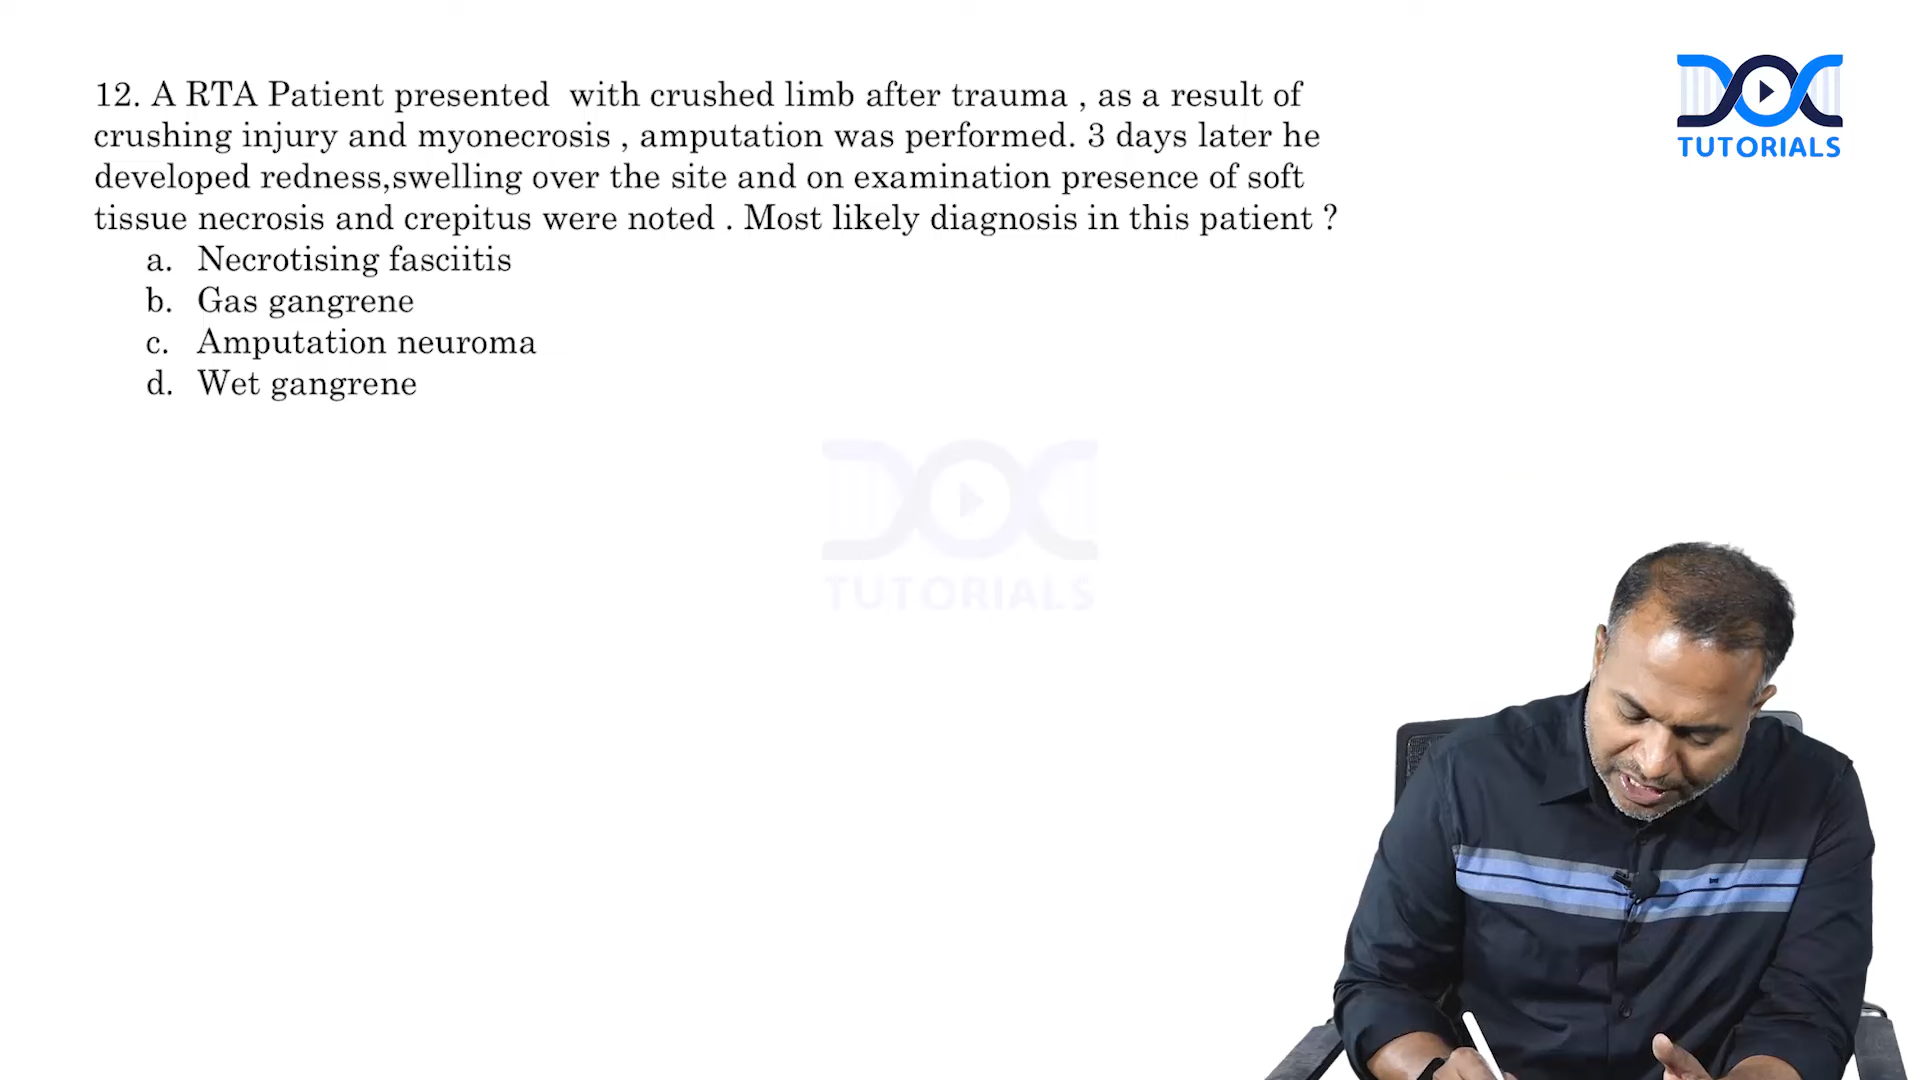 12. A RTA Patient presented with crushed limb after trauma , as a result of
crushing injury and myonecrosis , amputation was performed. 3 days later he
developed redness,swelling over the site and on examination presence of soft
tissue necrosis and crepitus were noted . Most likely diagnosis in this patient ?
a. Necrotising fasciitis
b. Gas gangrene
c. Amputation neuroma
d. Wet gangrene
DOC
TUTORIALS
DOC
TUTORIALS